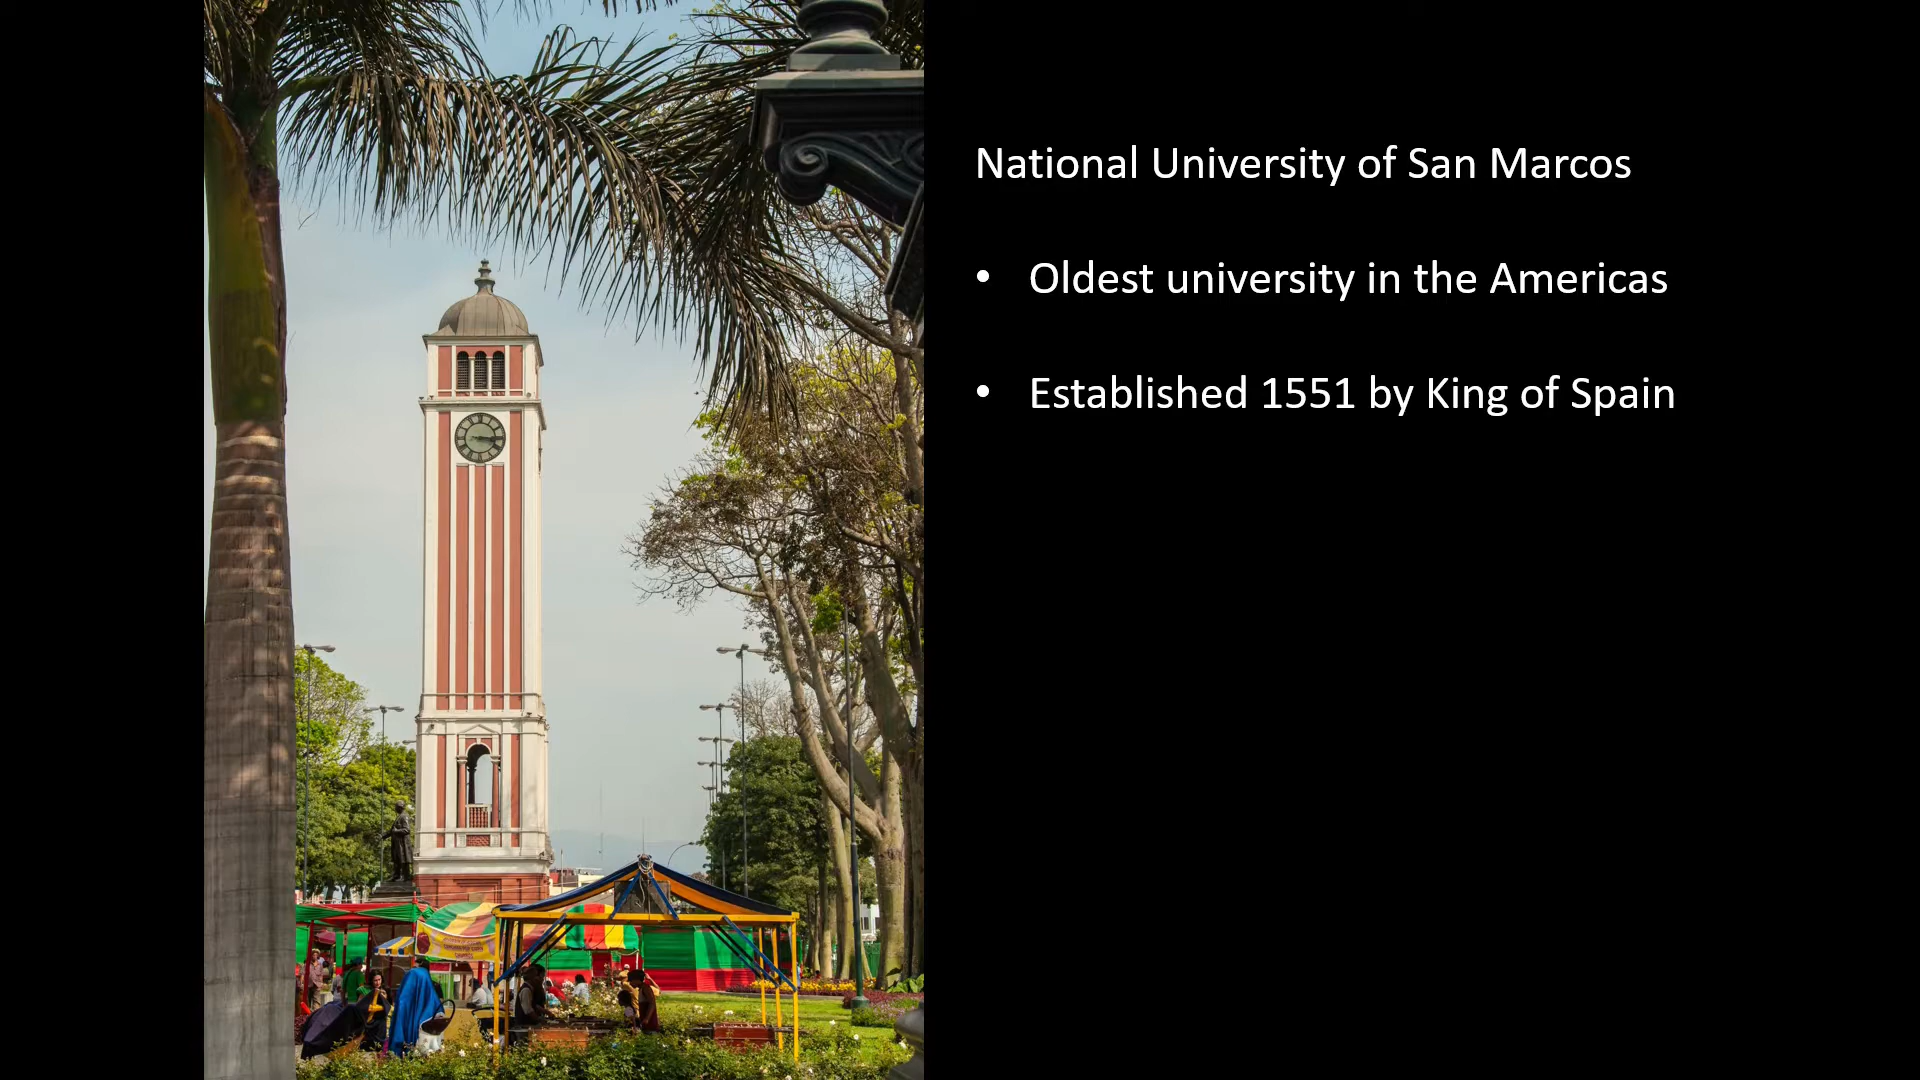 National University of San Marcos
• Oldest university in the Americas
• Established 1551 by King of Spain